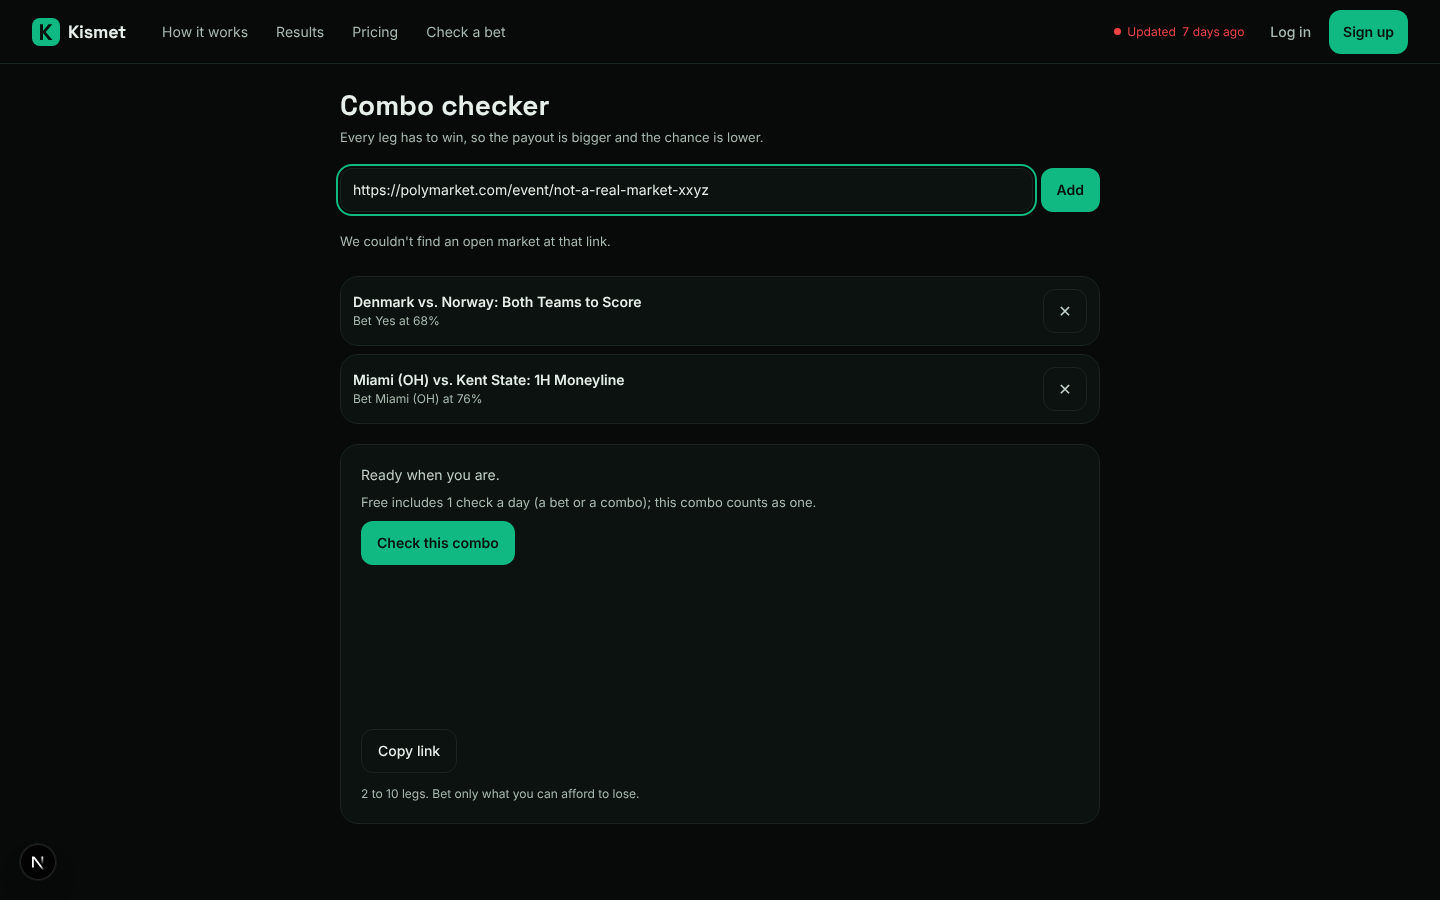 Kismet
How it works
Results
Pricing
Check a bet
Updated 7 days ago
Log in
Sign up
Combo checker
Every leg has to win, so the payout is bigger and the chance is lower.
https://polymarket.com/event/not-a-real-market-xxyz
Add
We couldn't find an open market at that link.
Denmark vs. Norway: Both Teams to Score
Bet Yes at 68%
Miami (OH) vs. Kent State: 1H Moneyline
Bet Miami (OH) at 76%
Ready when you are.
Free includes 1 check a day (a bet or a combo); this combo counts as one.
Check this combo
Copy link
2 to 10 legs. Bet only what you can afford to lose.